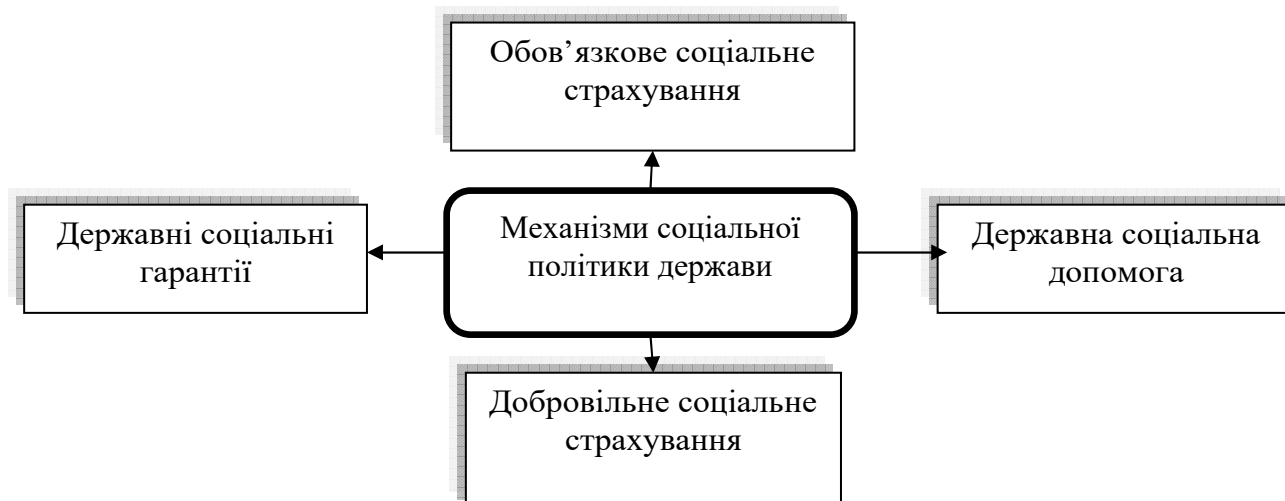 Обов’язкове соціальне
страхування
Державні соціальні
гарантії
Механізми соціальної
політики держави
Державна соціальна
допомога
Добровільне соціальне
страхування